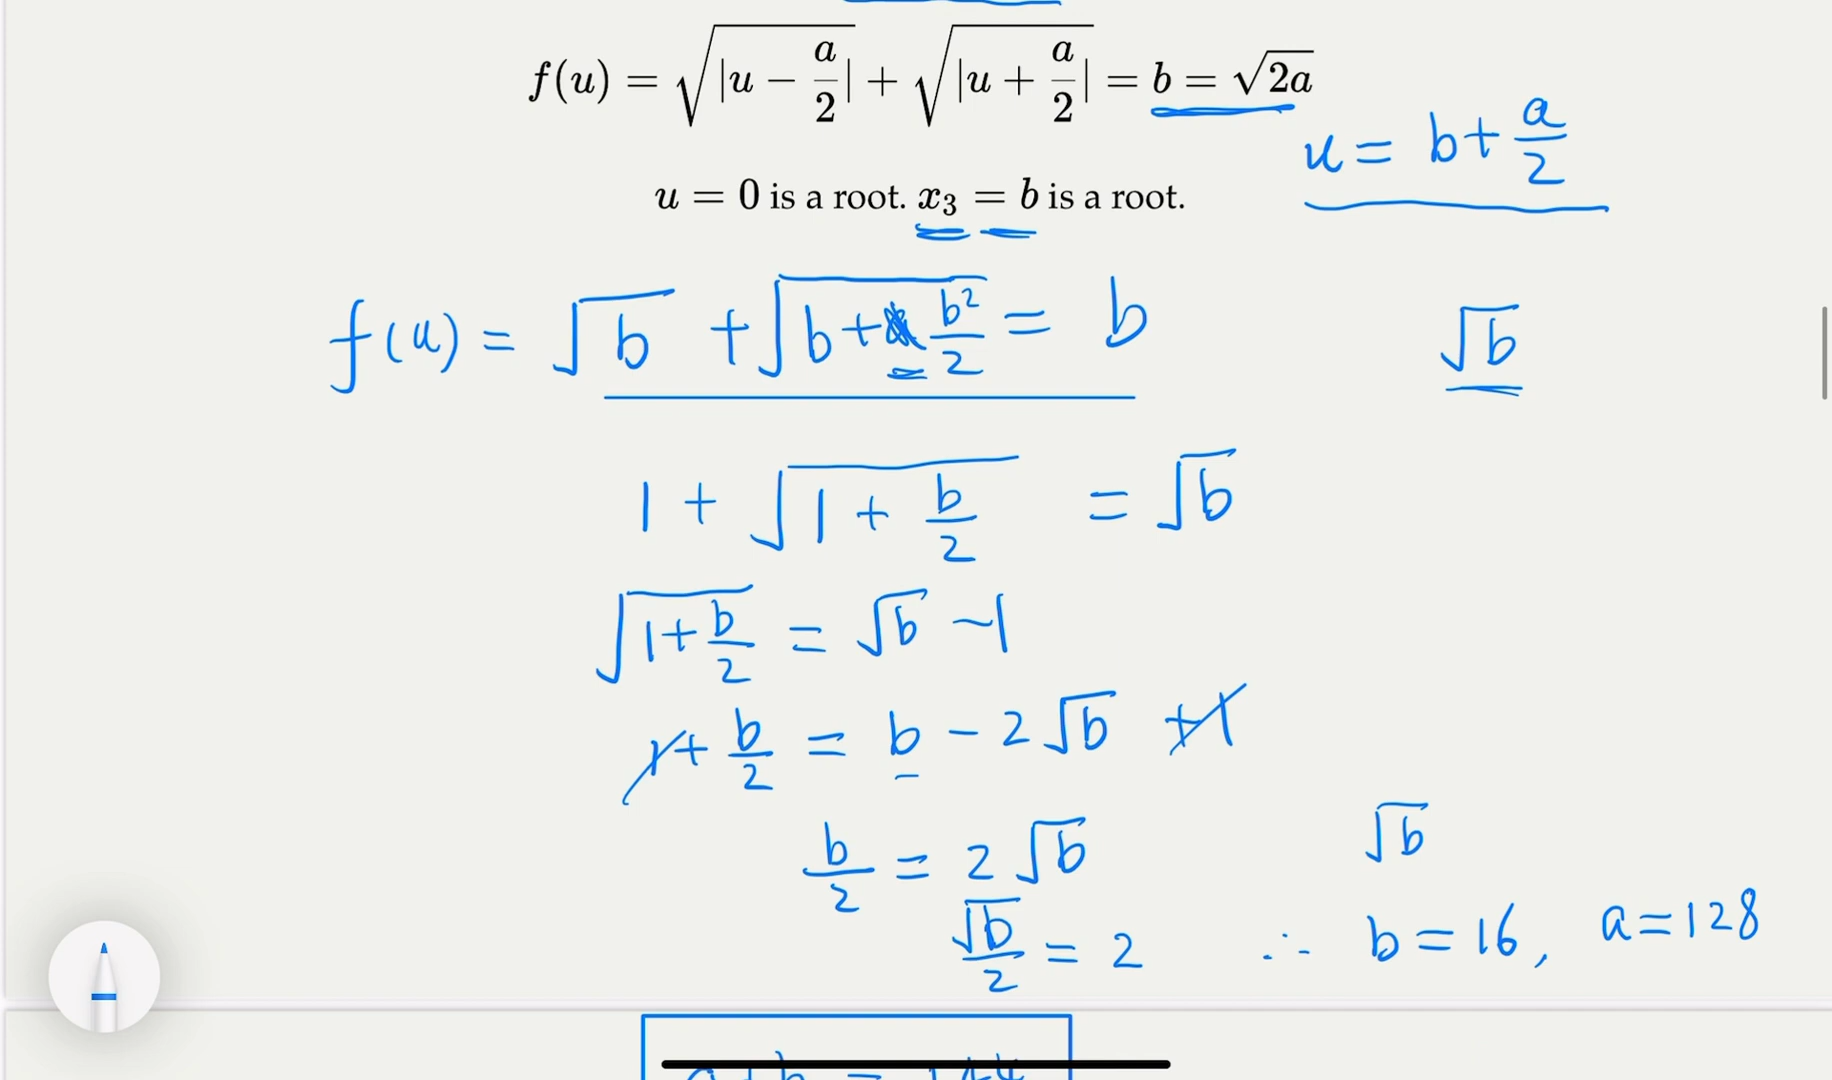 f(u) = √|u − a/2| + √|u + a/2| = b = √2a
u = b + a/2
u = 0 is a root. x₃ = b is a root.
f(u) = √b + √(b + b²/2) = b
√b
1 + √(1 + b/2) = √b
√(1 + b/2) = √b − 1
1 + b/2 = b − 2√b + 1
b/2 = 2√b
√b
√b/2 = 2 ∴ b = 16, a = 128
a + b = 144